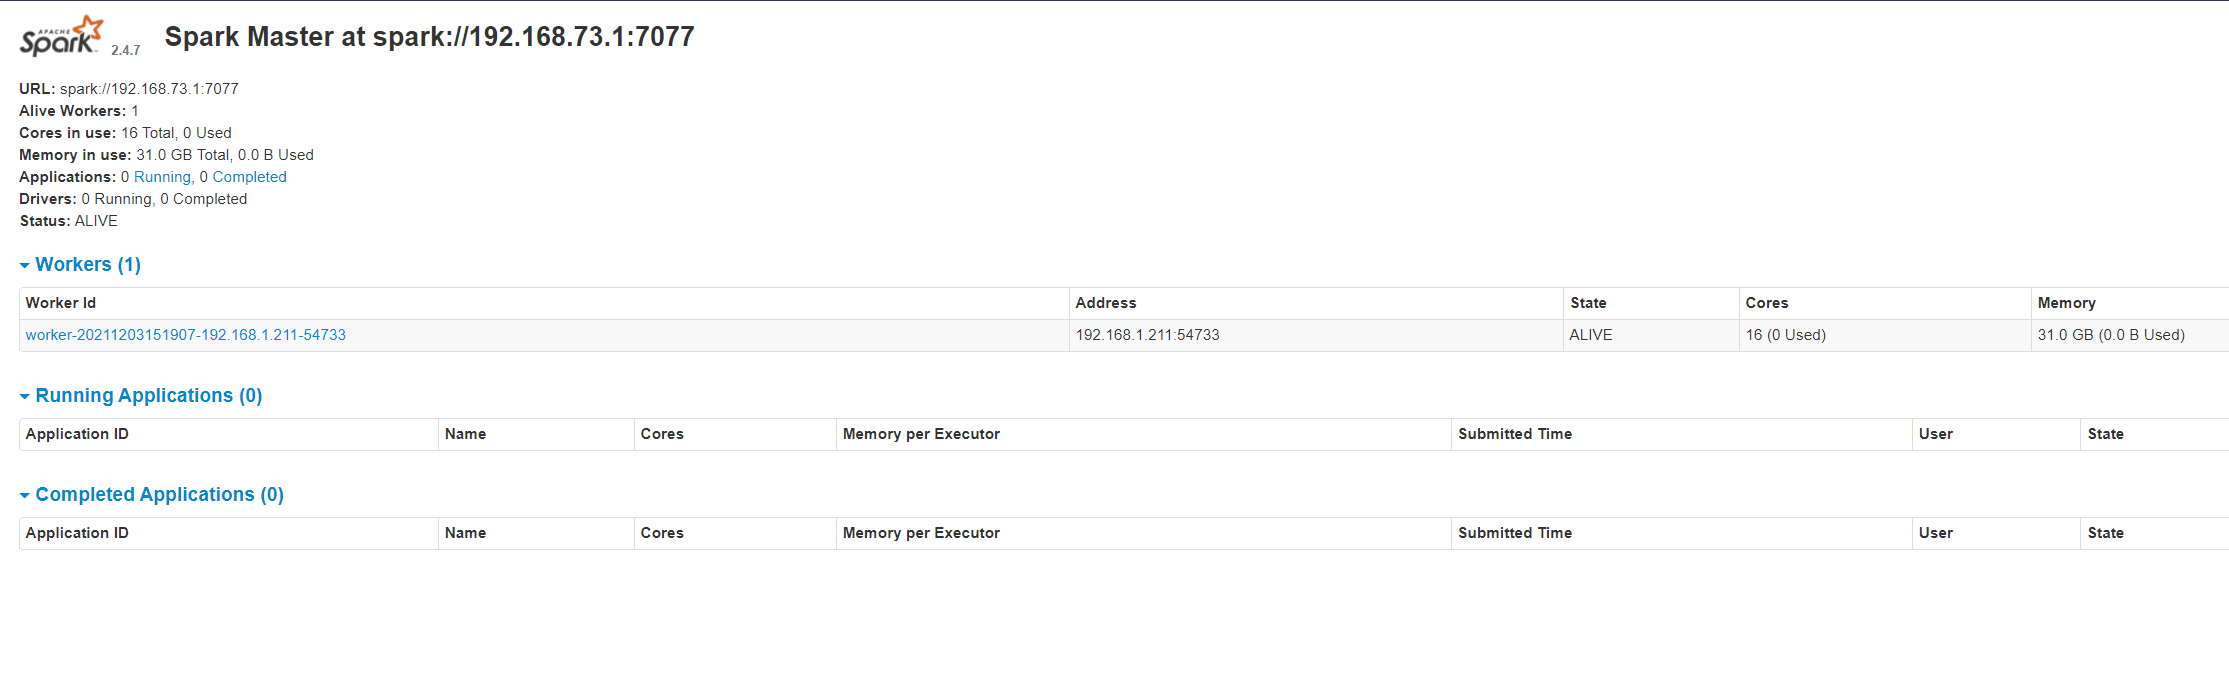 APACHE
Spark 2.4.7 Spark Master at spark://192.168.73.1:7077
URL: spark://192.168.73.1:7077
Alive Workers: 1
Cores in use: 16 Total, 0 Used
Memory in use: 31.0 GB Total, 0.0 B Used
Applications: 0 Running, 0 Completed
Drivers: 0 Running, 0 Completed
Status: ALIVE
Workers (1)
Worker Id Address State Cores Memory
worker-20211203151907-192.168.1.211-54733 192.168.1.211:54733 ALIVE 16 (0 Used) 31.0 GB (0.0 B Used)
Running Applications (0)
Application ID Name Cores Memory per Executor Submitted Time User State
Completed Applications (0)
Application ID Name Cores Memory per Executor Submitted Time User State